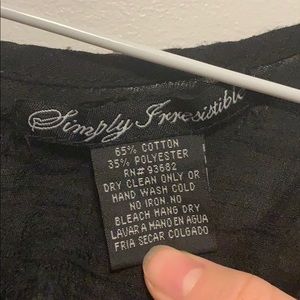 Simply Irresistible
65% COTTON
35% POLYESTER
RN#93682
DRY CLEAN ONLY OR
HAND WASH COLD
NO IRON.NO
BLEACH HANG DRY
LAVAR A MANO EN AGUA
FRIA SECAR COLGADO